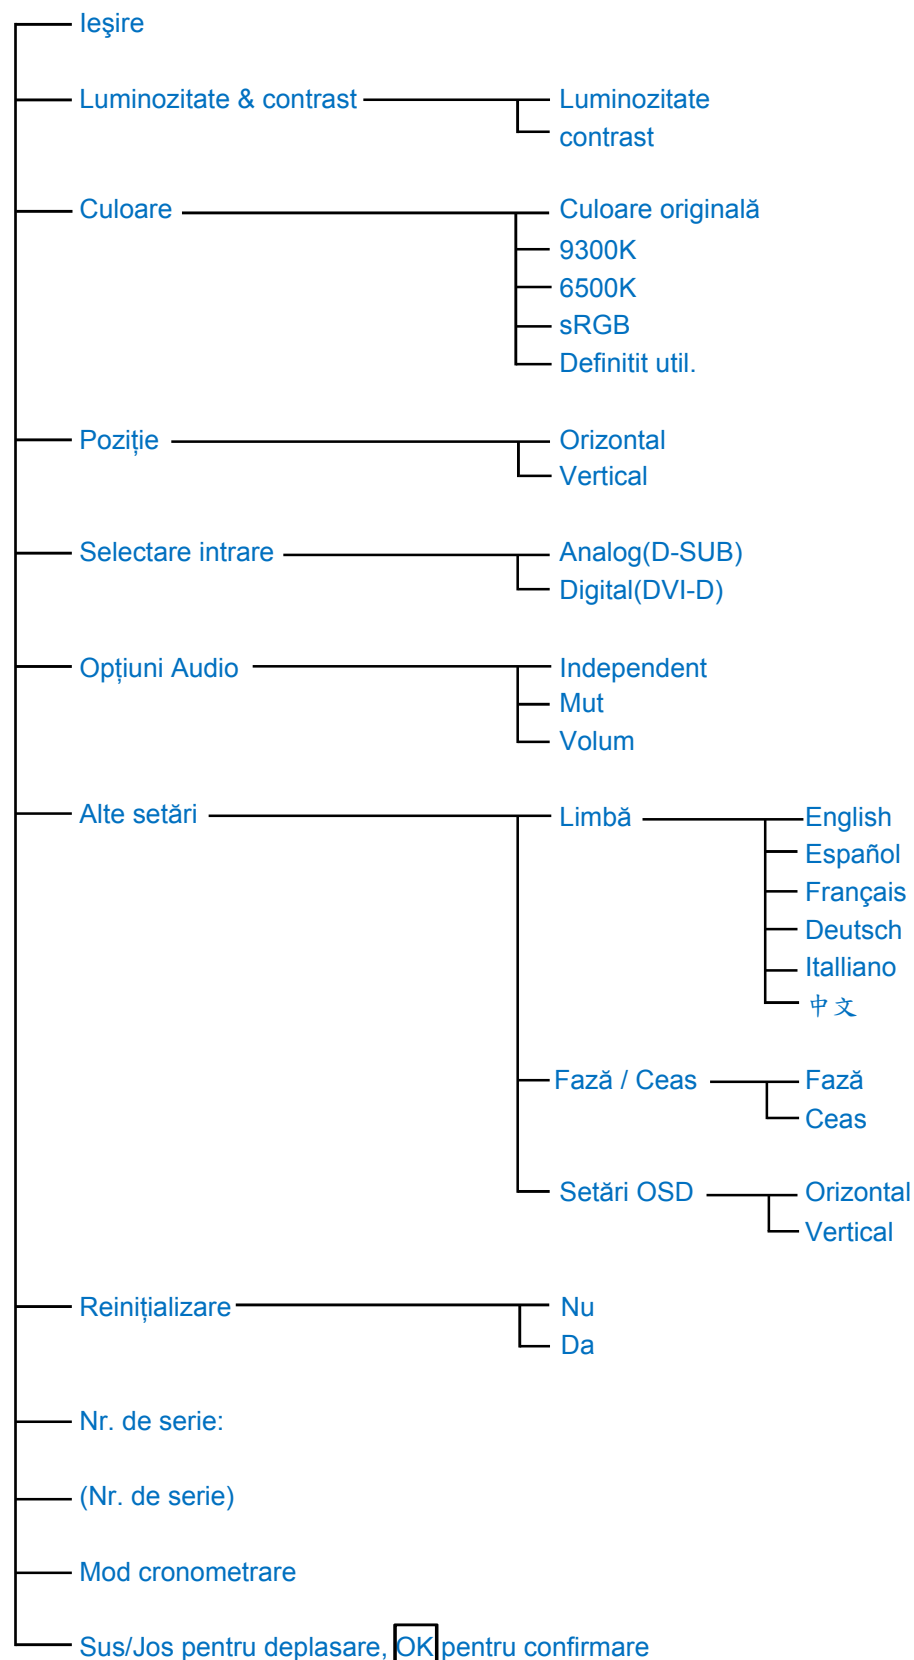 Ieşire
Luminozitate & contrast
Luminozitate
contrast
Culoare
Culoare originală
9300K
6500K
sRGB
Definitit util.
Poziţie
Orizontal
Vertical
Selectare intrare
Analog(D-SUB)
Digital(DVI-D)
Opţiuni Audio
Independent
Mut
Volum
Alte setări
Limbă
English
Español
Français
Deutsch
Italliano
中文
Fază / Ceas
Fază
Ceas
Setări OSD
Orizontal
Vertical
Reiniţializare
Nu
Da
Nr. de serie:
(Nr. de serie)
Mod cronometrare
Sus/Jos pentru deplasare, OK pentru confirmare